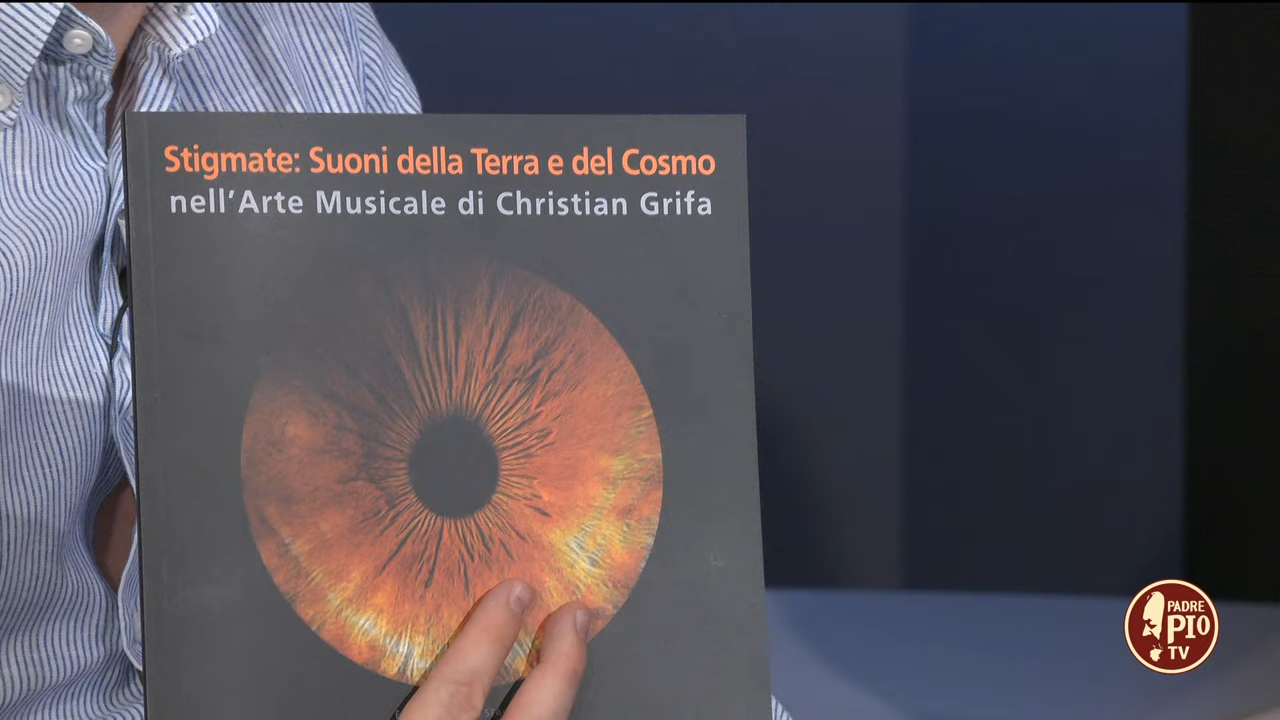 Stigmate: Suoni della Terra e del Cosmo
nell'Arte Musicale di Christian Grifa
PADRE
PIO
TV